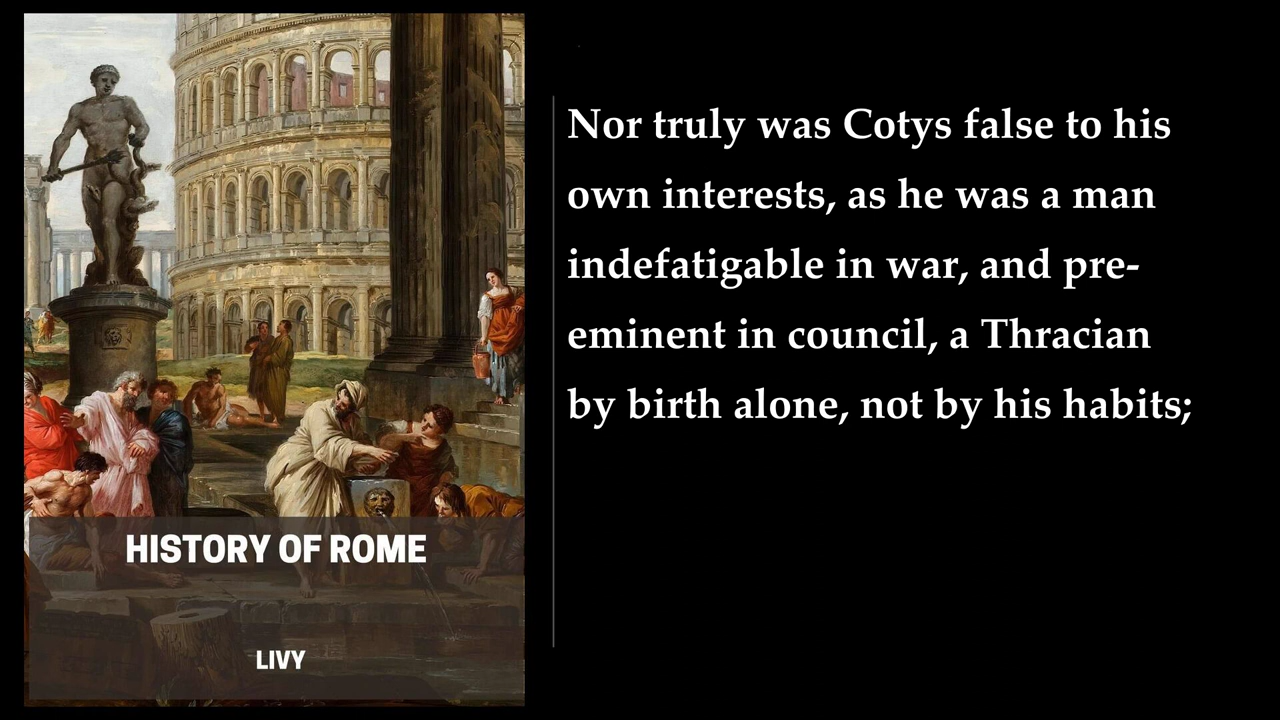 HISTORY OF ROME
LIVY
Nor truly was Cotys false to his
own interests, as he was a man
indefatigable in war, and pre-
eminent in council, a Thracian
by birth alone, not by his habits;